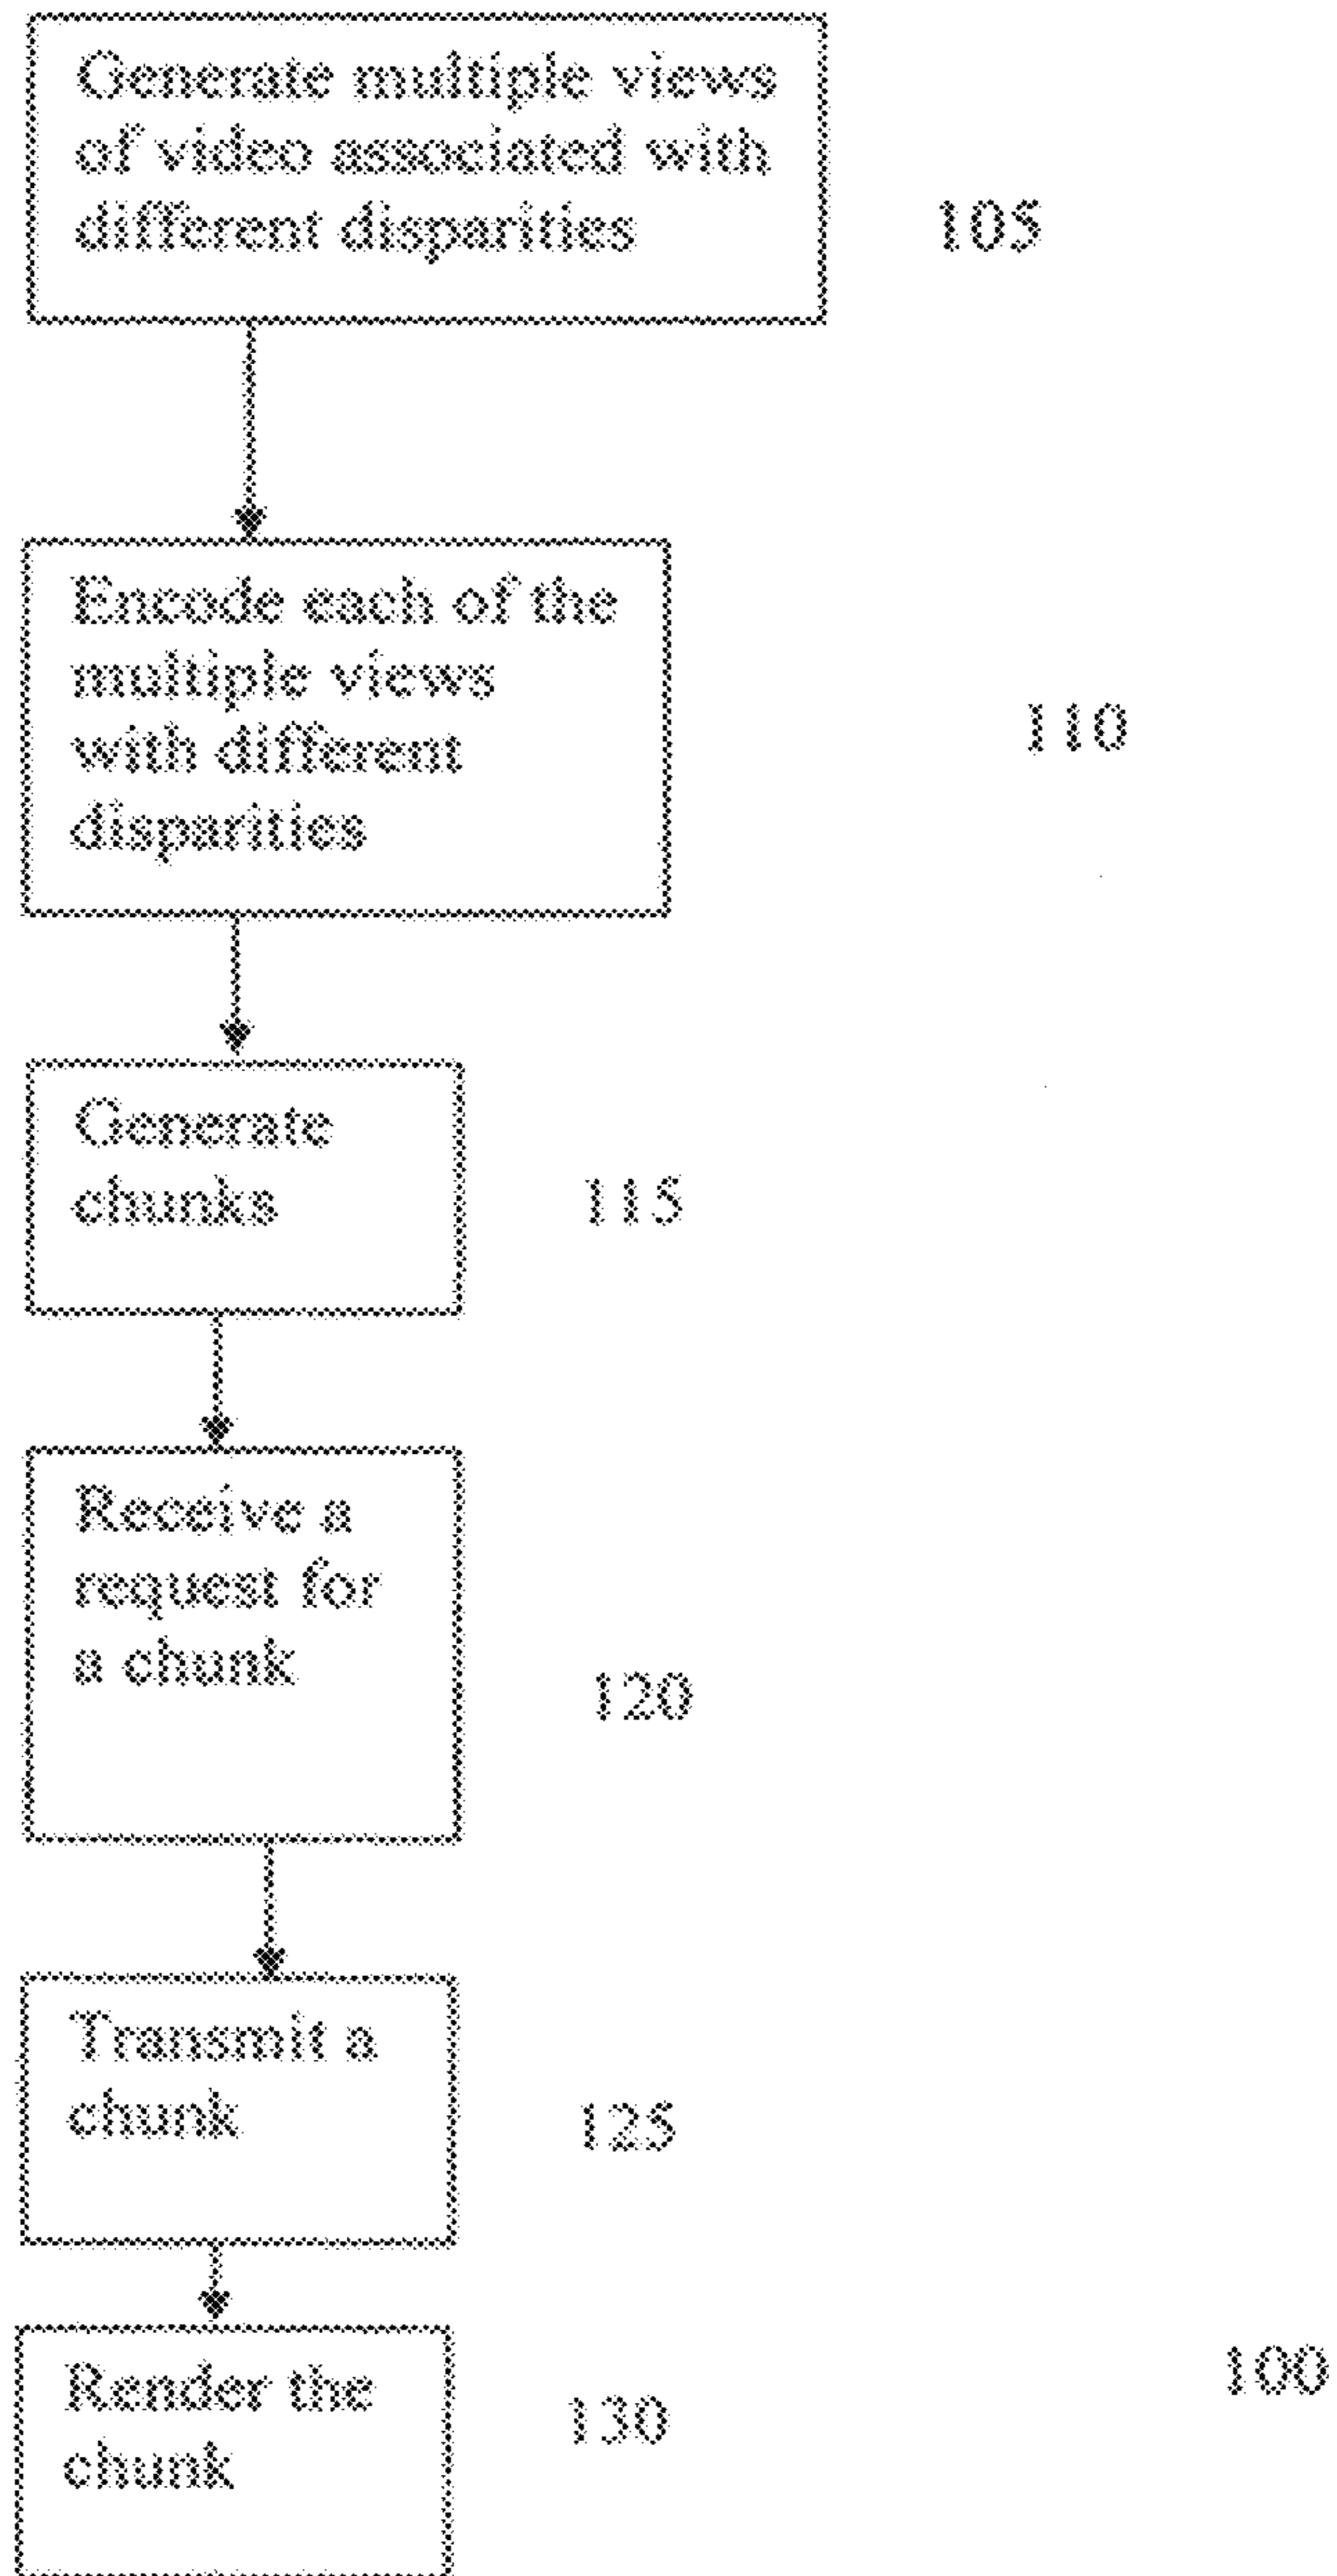 Generate multiple views
of video associated with
different disparities
105
Encode each of the
multiple views
with different
disparities
110
Generate
chunks
115
Receive a
request for
a chunk
120
Transmit a
chunk
125
Render the
chunk
130
100